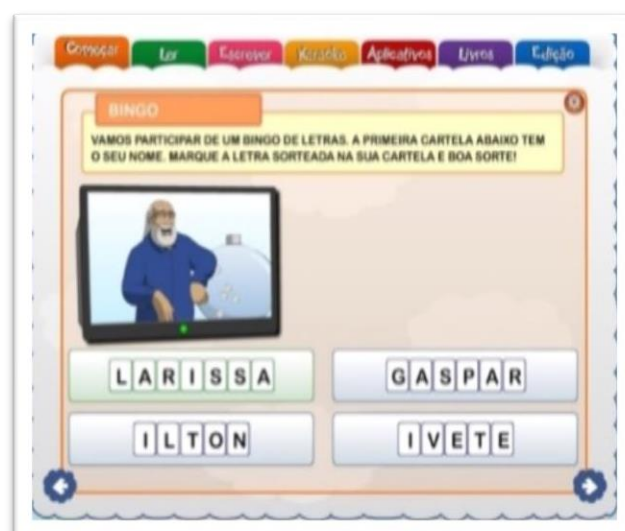 Começar Ler Escrever Karaokê Aplicativos Livros Edição
BINGO
VAMOS PARTICIPAR DE UM BINGO DE LETRAS. A PRIMEIRA CARTELA ABAIXO TEM
O SEU NOME. MARQUE A LETRA SORTEADA NA SUA CARTELA E BOA SORTE!
LARISSA GASPAR
ILTON IVETE